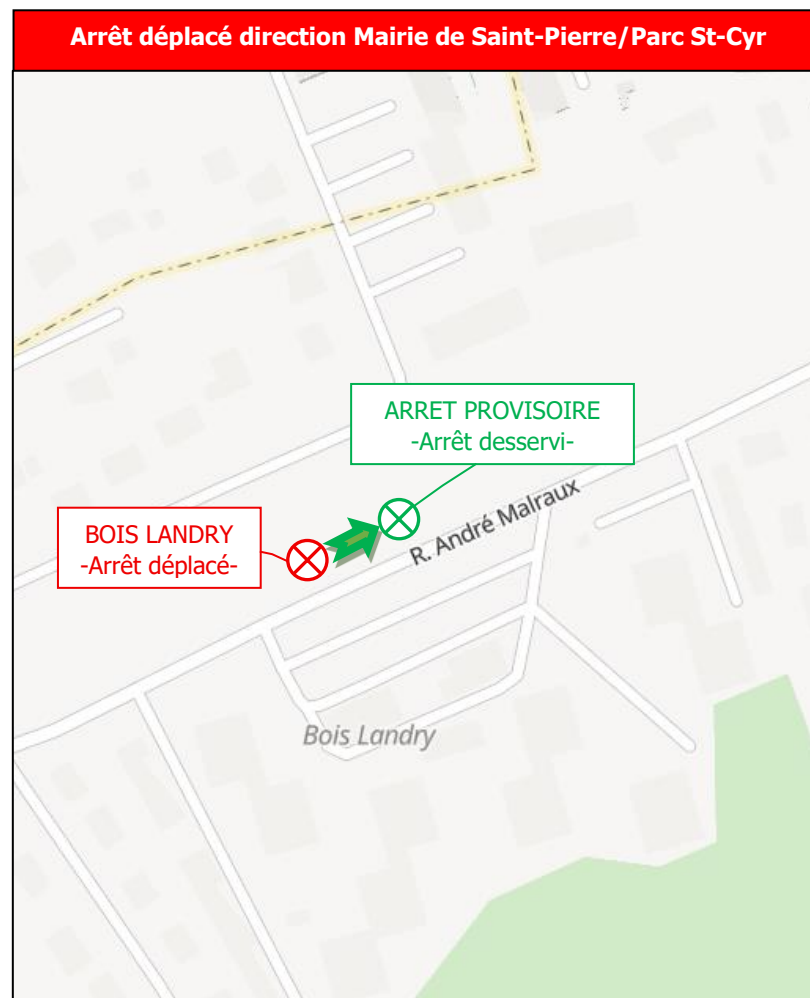 Arrêt déplacé direction Mairie de Saint-Pierre/Parc St-Cyr
ARRET PROVISOIRE
-Arrêt desservi-
BOIS LANDRY
-Arrêt déplacé-
R. André Malraux
Bois Landry